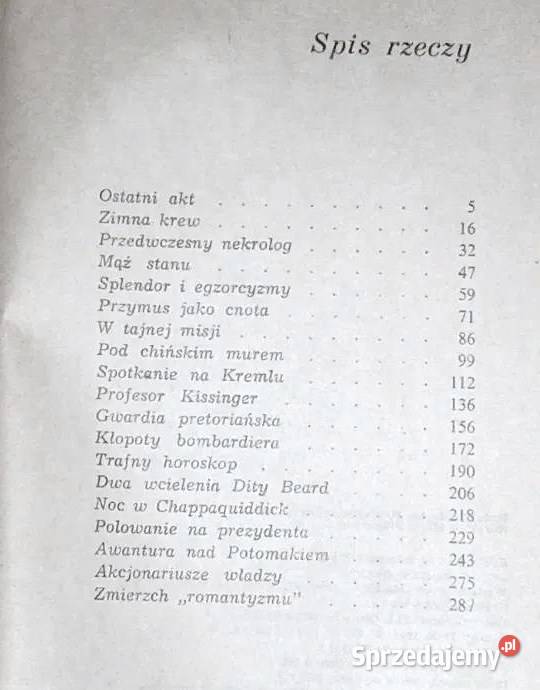 Spis rzeczy
Ostatni akt . . . . . . . . . . 5
Zimna krew . . . . . . . . . . 16
Przedwczesny nekrolog . . . . . . 32
Mąż stanu . . . . . . . . . . 47
Splendor i egzorcyzmy . . . . . . 59
Przymus jako cnota . . . . . . . 71
W tajnej misji . . . . . . . . . 86
Pod chińskim murem . . . . . . . 99
Spotkanie na Kremlu . . . . . . . 112
Profesor Kissinger . . . . . . . 136
Gwardia pretoriańska . . . . . . 156
Kłopoty bombardiera . . . . . . . 172
Trafny horoskop . . . . . . . . 190
Dwa wcielenia Dity Beard . . . . . 206
Noc w Chappaquiddick . . . . . . 218
Polowanie na prezydenta . . . . . 229
Awantura nad Potomakiem . . . . . 243
Akcjonariusze władzy . . . . . . 275
Zmierzch „romantyzmu" . . . . . 287
Sprzedajemy.pl